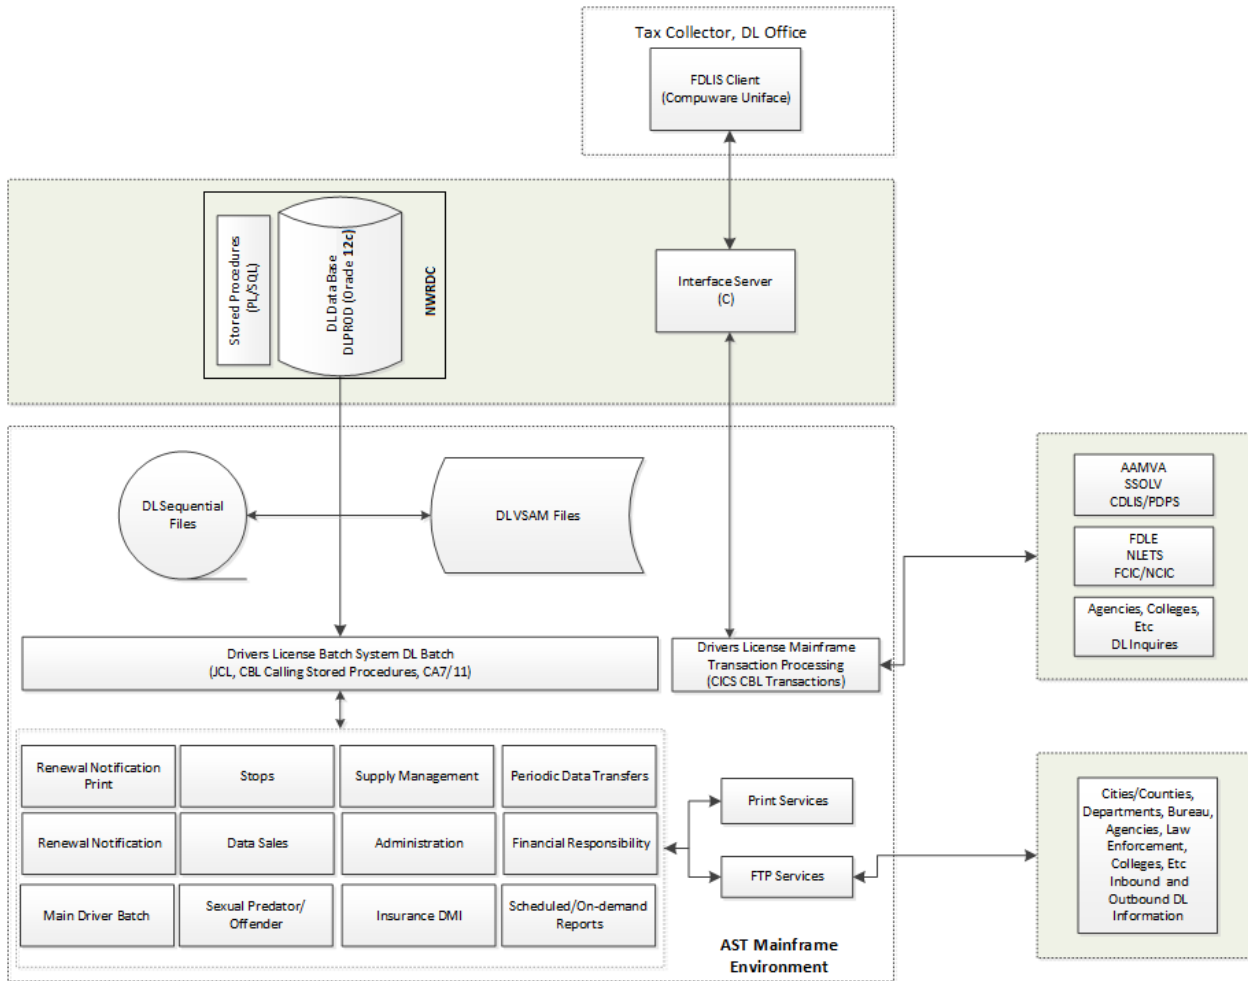 Tax Collector, DL Office
FDLIS Client
(Compuware Uniface)
Stored Procedures
(PL/SQL)
DL Data Base
DLPROD (Oracle 12c)
NWRDC
Interface Server
(C)
DL Sequential
Files
DL VSAM Files
AAMVA
SSOLV
CDLIS/PDPS
FDLE
NLETS
FCIC/NCIC
Agencies, Colleges,
Etc
DL Inquires
Drivers License Batch System DL Batch
(JCL, CBL Calling Stored Procedures, CA7/11)
Drivers License Mainframe
Transaction Processing
(CICS CBL Transactions)
Renewal Notification
Print
Stops
Supply Management
Periodic Data Transfers
Renewal Notification
Data Sales
Administration
Financial Responsibility
Main Driver Batch
Sexual Predator/
Offender
Insurance DMI
Scheduled/On-demand
Reports
Print Services
FTP Services
Cities/Counties,
Departments, Bureau,
Agencies, Law
Enforcement,
Colleges, Etc
Inbound and
Outbound DL
Information
AST Mainframe
Environment